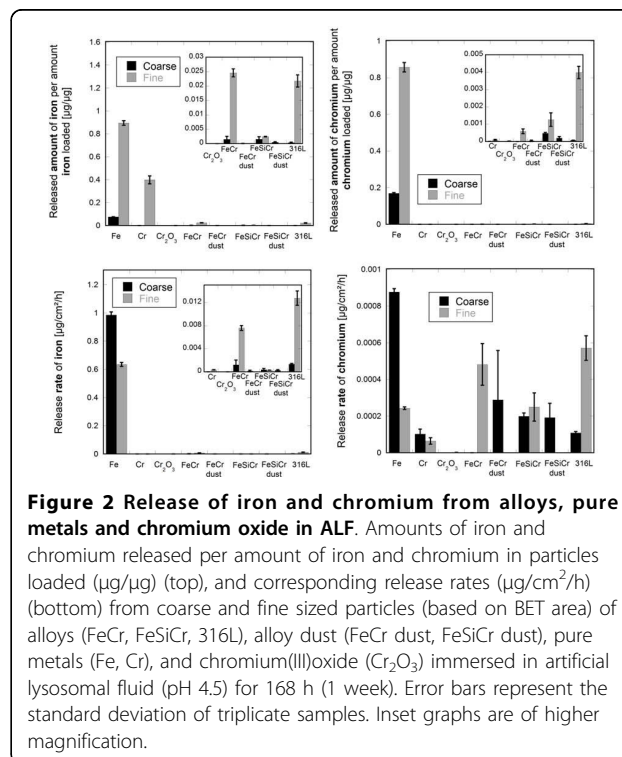 Released amount of iron per amount
iron loaded [µg/µg]
1.6
1.4
1.2
1
0.8
0.6
0.4
0.2
0
Coarse
Fine
0.03
0.025
0.02
0.015
0.01
0.005
0
Cr₂O₃
FeCr
FeCr
dust
FeSiCr
FeSiCr
dust
316L
Fe
Cr
Cr₂O₃
FeCr
FeCr
dust
FeSiCr
FeSiCr
dust
316L
Released amount of chromium per amount
chromium loaded [µg/µg]
1
0.8
0.6
0.4
0.2
0
Coarse
Fine
0.005
0.004
0.003
0.002
0.001
0
Cr
Cr₂O₃
FeCr
FeCr
dust
FeSiCr
FeSiCr
dust
316L
Fe
Cr
Cr₂O₃
FeCr
FeCr
dust
FeSiCr
FeSiCr
dust
316L
Release rate of iron [µg/cm²/h]
1.2
1
0.8
0.6
0.4
0.2
0
Coarse
Fine
0.012
0.008
0.004
0
Cr
Cr₂O₃
FeCr
FeCr
dust
FeSiCr
FeSiCr
dust
316L
Fe
Cr
Cr₂O₃
FeCr
FeCr
dust
FeSiCr
FeSiCr
dust
316L
Release rate of chromium [µg/cm²/h]
0.001
0.0008
0.0006
0.0004
0.0002
0
Coarse
Fine
Fe
Cr
Cr₂O₃
FeCr
FeCr
dust
FeSiCr
FeSiCr
dust
316L
Figure 2 Release of iron and chromium from alloys, pure
metals and chromium oxide in ALF. Amounts of iron and
chromium released per amount of iron and chromium in particles
loaded (µg/µg) (top), and corresponding release rates (µg/cm²/h)
(bottom) from coarse and fine sized particles (based on BET area) of
alloys (FeCr, FeSiCr, 316L), alloy dust (FeCr dust, FeSiCr dust), pure
metals (Fe, Cr), and chromium(III)oxide (Cr₂O₃) immersed in artificial
lysosomal fluid (pH 4.5) for 168 h (1 week). Error bars represent the
standard deviation of triplicate samples. Inset graphs are of higher
magnification.